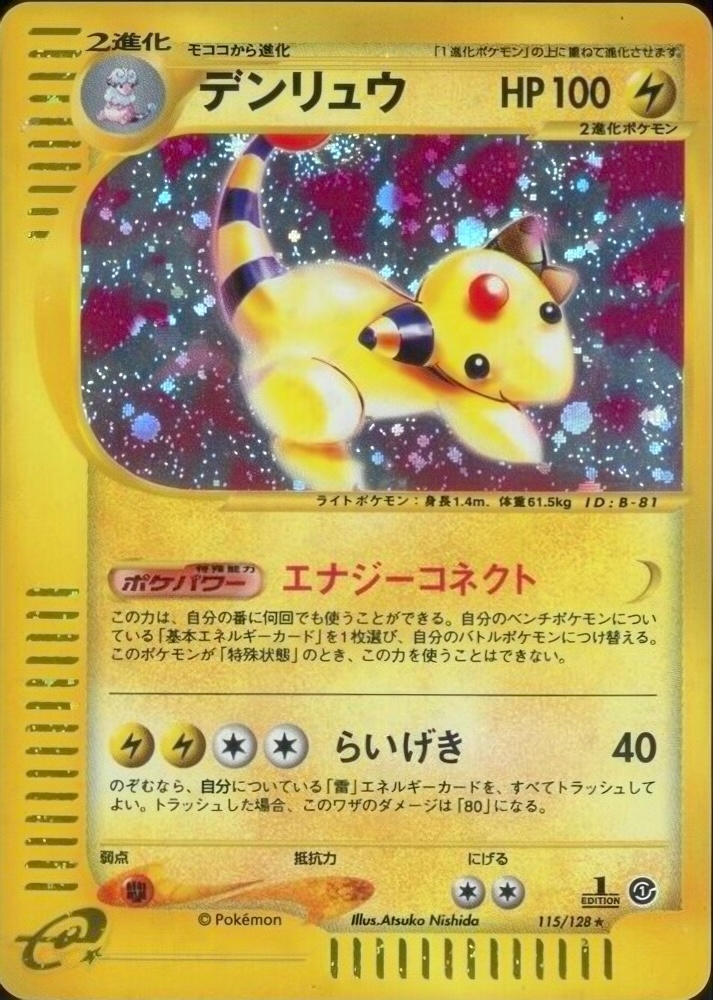 2進化
モココから進化
「1進化ポケモン」の上に重ねて進化させます。
デンリュウ
HP100
2進化ポケモン
ライトポケモン:身長1.4m、体重61.5kg ID:B-81
特殊能力
ポケパワー
エナジーコネクト
この力は、自分の番に何回でも使うことができる。自分のベンチポケモンについ
ている「基本エネルギーカード」を1枚選び、自分のバトルポケモンにつけ替える。
このポケモンが「特殊状態」のとき、この力を使うことはできない。
らいげき 40
のぞむなら、自分についている「雷」エネルギーカードを、すべてトラッシュして
よい。トラッシュした場合、このワザのダメージは「80」になる。
弱点 抵抗力 にげる
1
EDITION
© Pokémon
Illus.Atsuko Nishida
115/128★
e